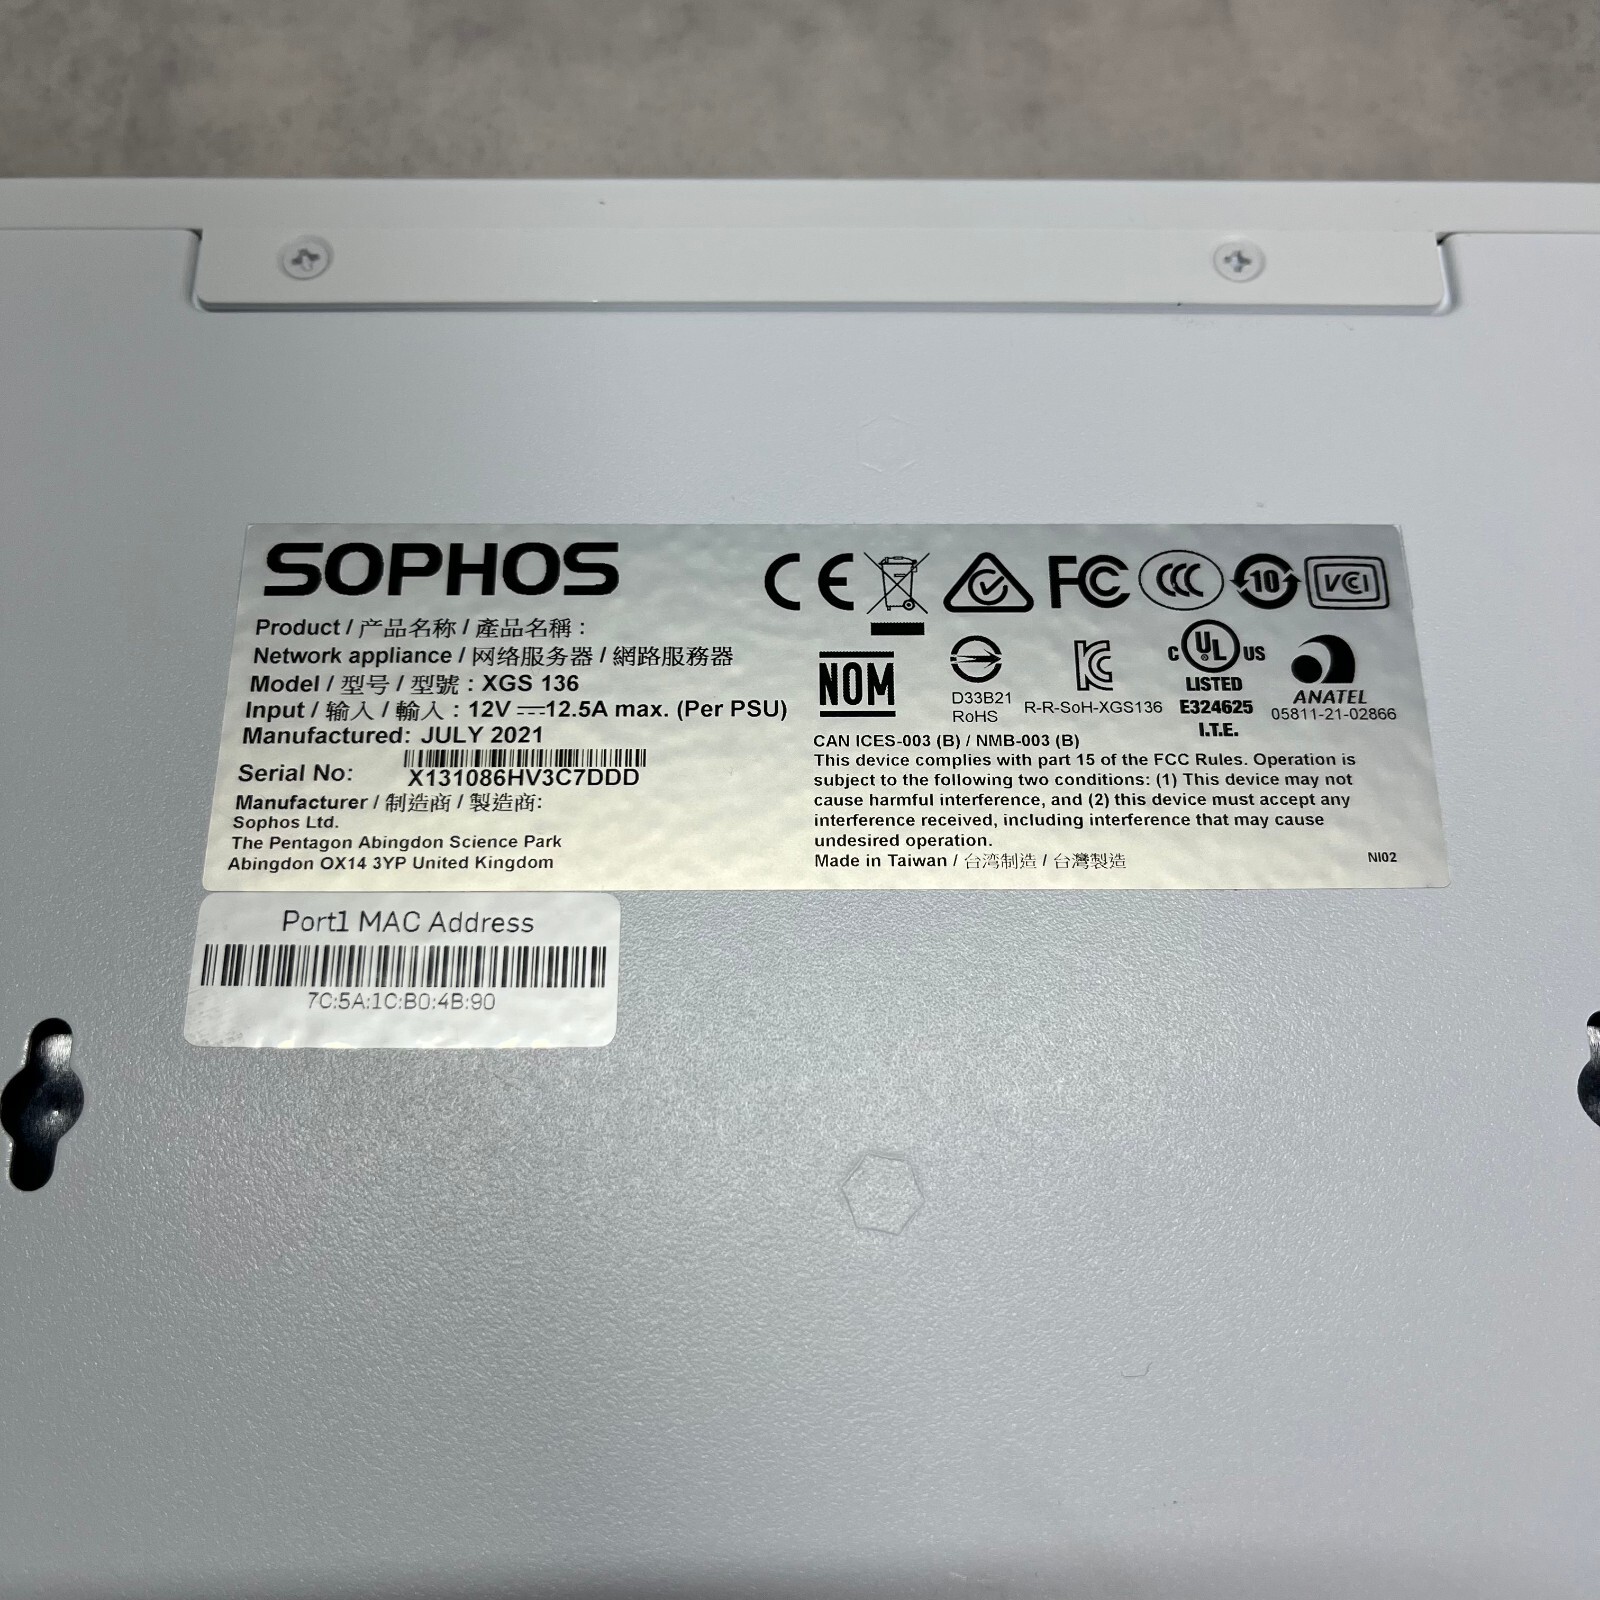 SOPHOS
Product / 产品名称 / 產品名稱 :
Network appliance / 网络服务器 / 網路服務器
Model / 型号 / 型號 : XGS 136
Input / 输入 / 輸入 : 12V ⎓12.5A max. (Per PSU)
Manufactured: JULY 2021
Serial No: X131086HV3C7DDD
Manufacturer / 制造商 / 製造商:
Sophos Ltd.
The Pentagon Abingdon Science Park
Abingdon OX14 3YP United Kingdom
CE FC CCC 10 VCI
NOM
D33B21
RoHS
KC
R-R-SoH-XGS136
C UL US
LISTED
E324625
I.T.E.
ANATEL
05811-21-02866
CAN ICES-003 (B) / NMB-003 (B)
This device complies with part 15 of the FCC Rules. Operation is
subject to the following two conditions: (1) This device may not
cause harmful interference, and (2) this device must accept any
interference received, including interference that may cause
undesired operation.
Made in Taiwan / 台湾制造 / 台灣製造
NI02
Port1 MAC Address
7C:5A:1C:B0:4B:90